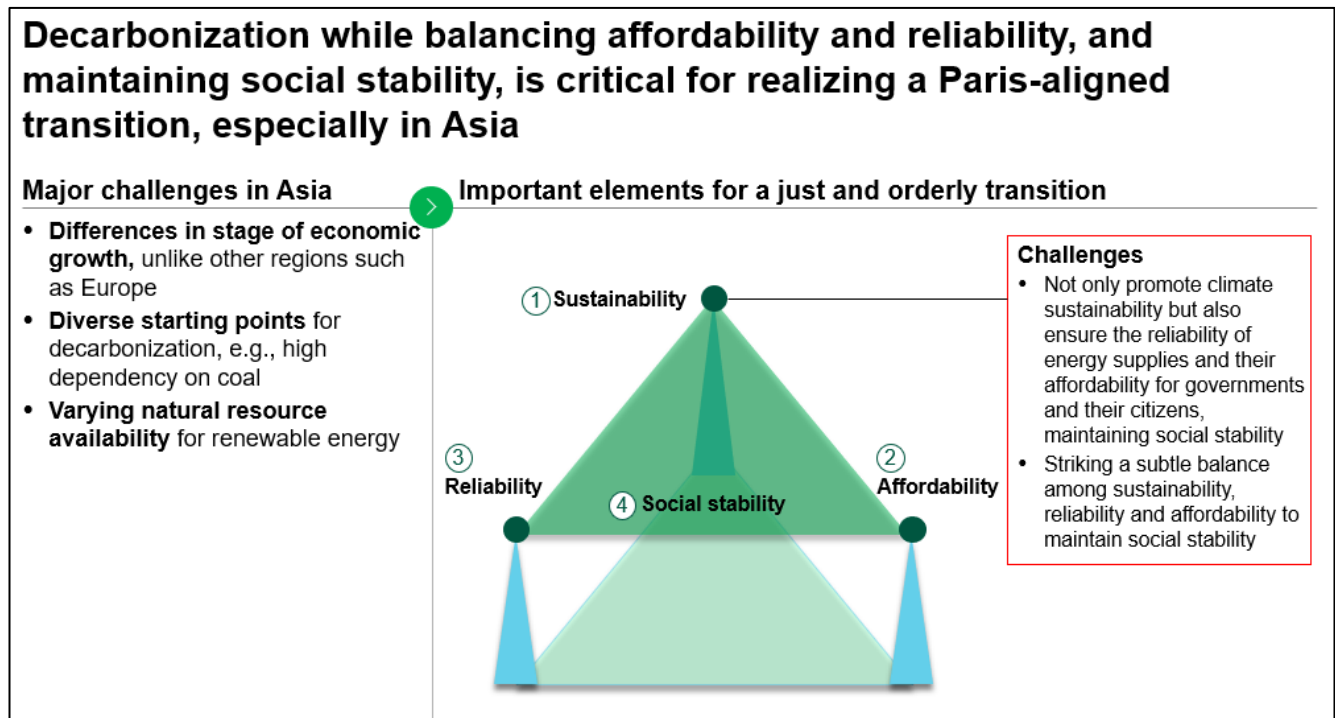 Decarbonization while balancing affordability and reliability, and
maintaining social stability, is critical for realizing a Paris-aligned
transition, especially in Asia
Major challenges in Asia
• Differences in stage of economic
growth, unlike other regions such
as Europe
• Diverse starting points for
decarbonization, e.g., high
dependency on coal
• Varying natural resource
availability for renewable energy
Important elements for a just and orderly transition
① Sustainability
③
Reliability
②
Affordability
④ Social stability
Challenges
• Not only promote climate
sustainability but also
ensure the reliability of
energy supplies and their
affordability for governments
and their citizens,
maintaining social stability
• Striking a subtle balance
among sustainability,
reliability and affordability to
maintain social stability